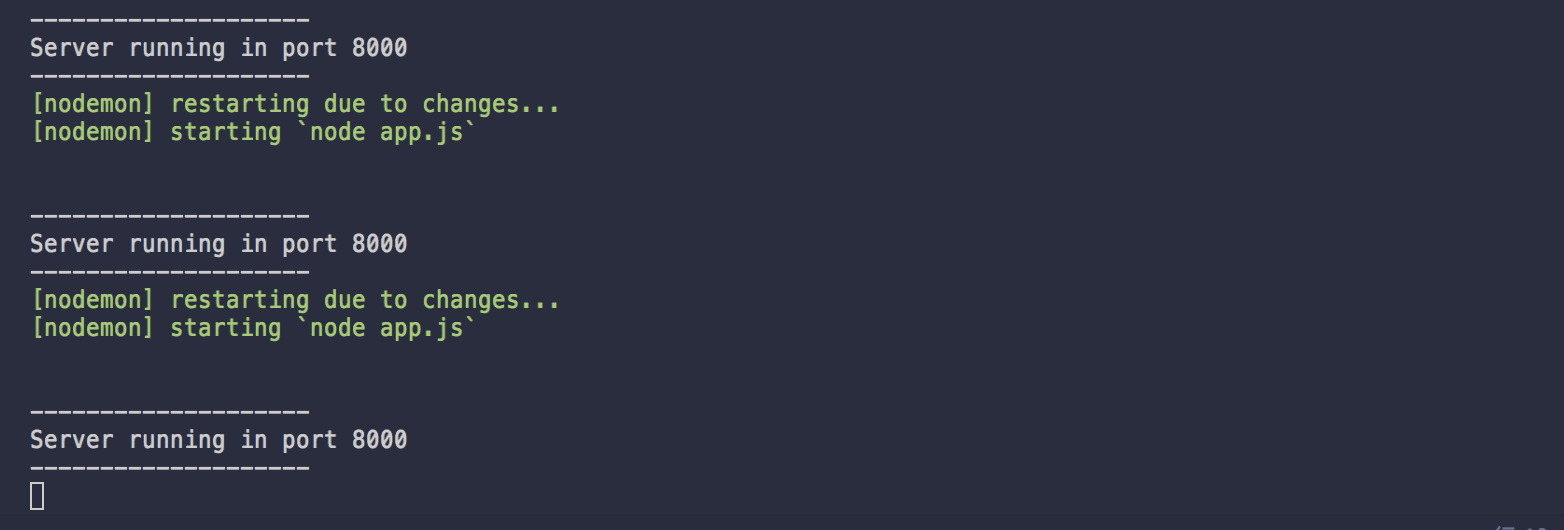 -------------------
Server running in port 8000
-------------------
[nodemon] restarting due to changes...
[nodemon] starting `node app.js`
-------------------
Server running in port 8000
-------------------
[nodemon] restarting due to changes...
[nodemon] starting `node app.js`
-------------------
Server running in port 8000
-------------------